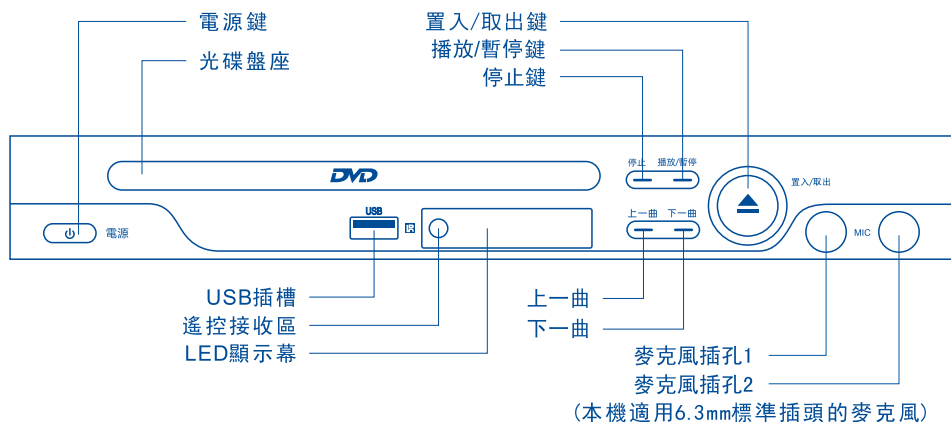 電源鍵
光碟盤座
置入/取出鍵
播放/暫停鍵
停止鍵
DVD
停止 播放/暫停
置入/取出
USB
上一曲 下一曲
電源
MIC
USB插槽
遙控接收區
LED顯示幕
上一曲
下一曲
麥克風插孔1
麥克風插孔2
(本機適用6.3mm標準插頭的麥克風)